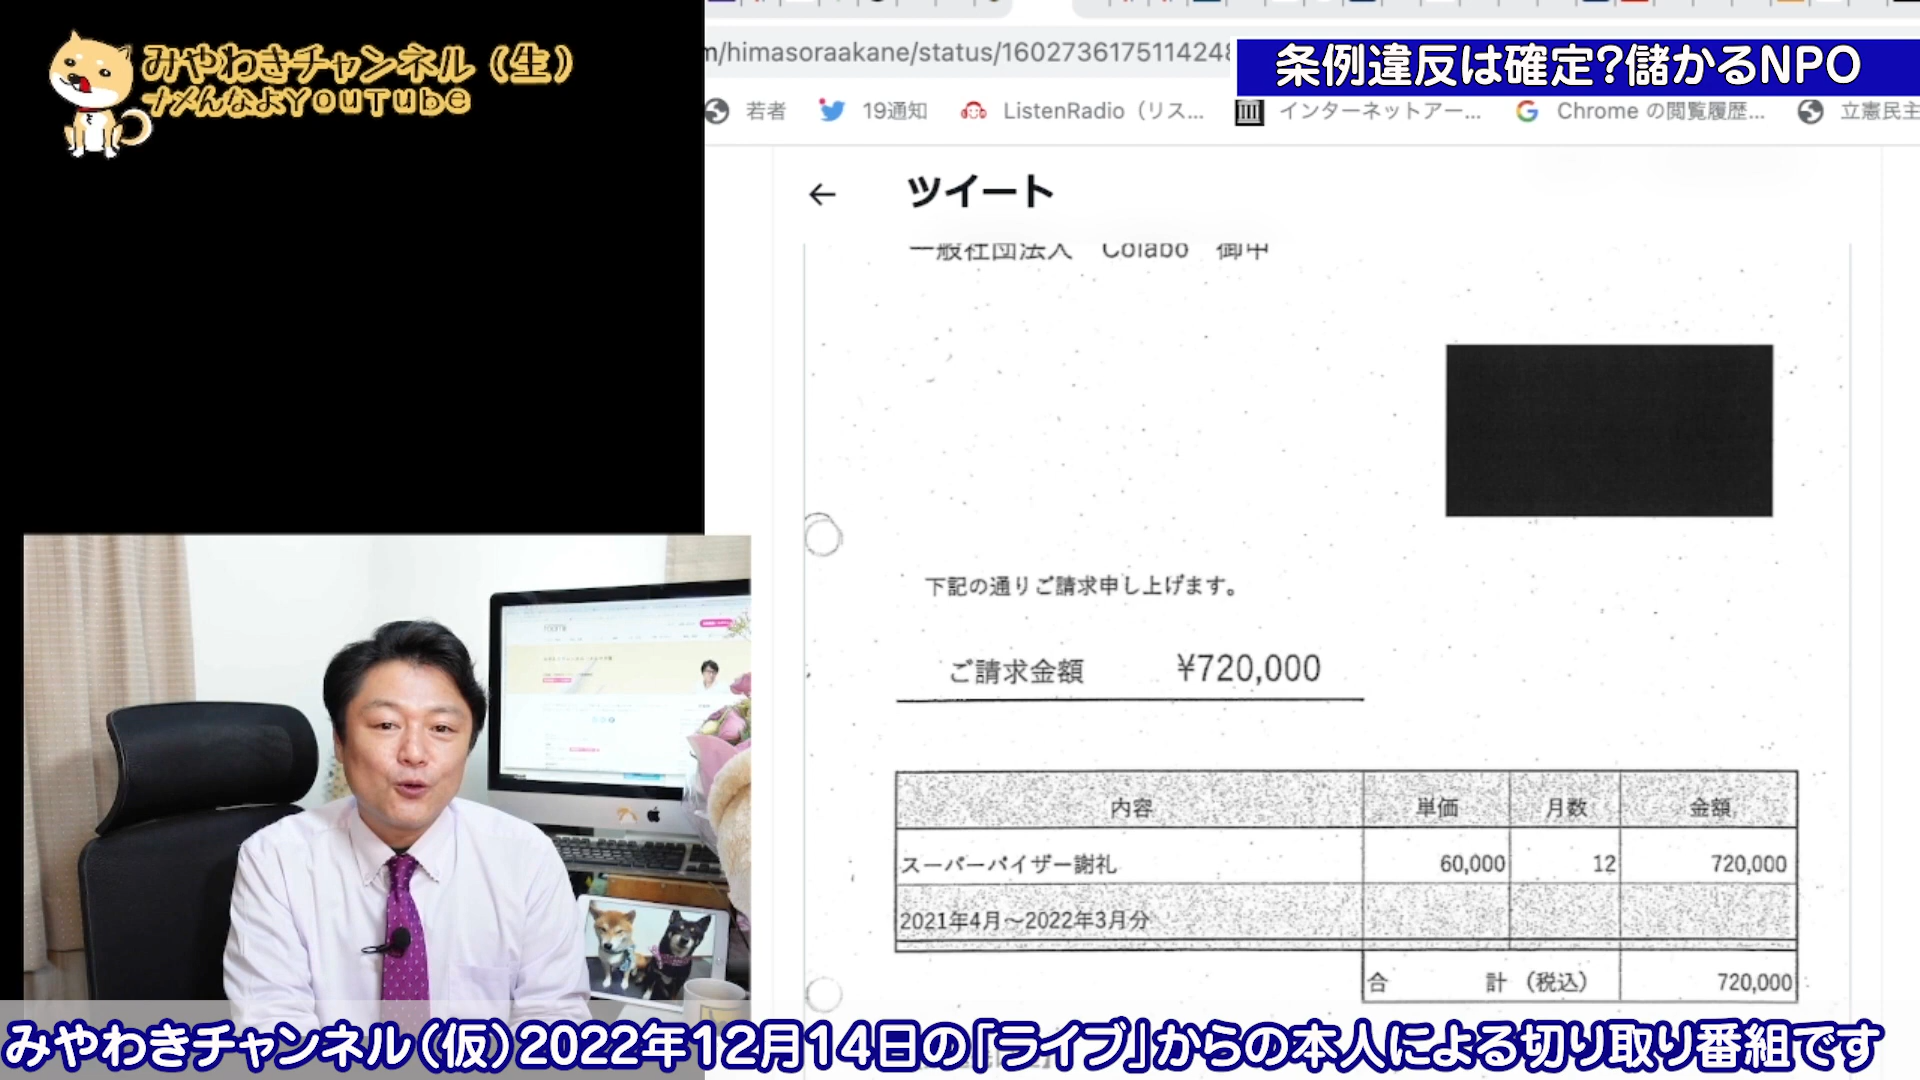 みやわきチャンネル（生）
ナメんなよYouTube
m/himasoraakane/status/160273617511424
条例違反は確定?儲かるNPO
若者
19通知
ListenRadio（リス...
インターネットアー...
Chrome の閲覧履歴...
立憲民主
ツイート
一般社団法人 Colabo 御中
下記の通りご請求申し上げます。
ご請求金額 ¥720,000
内容 単価 月数 金額
スーパーバイザー謝礼 60,000 12 720,000
2021年4月～2022年3月分
合 計 （税込） 720,000
みやわきチャンネル（仮）2022年12月14日の「ライブ」からの本人による切り取り番組です